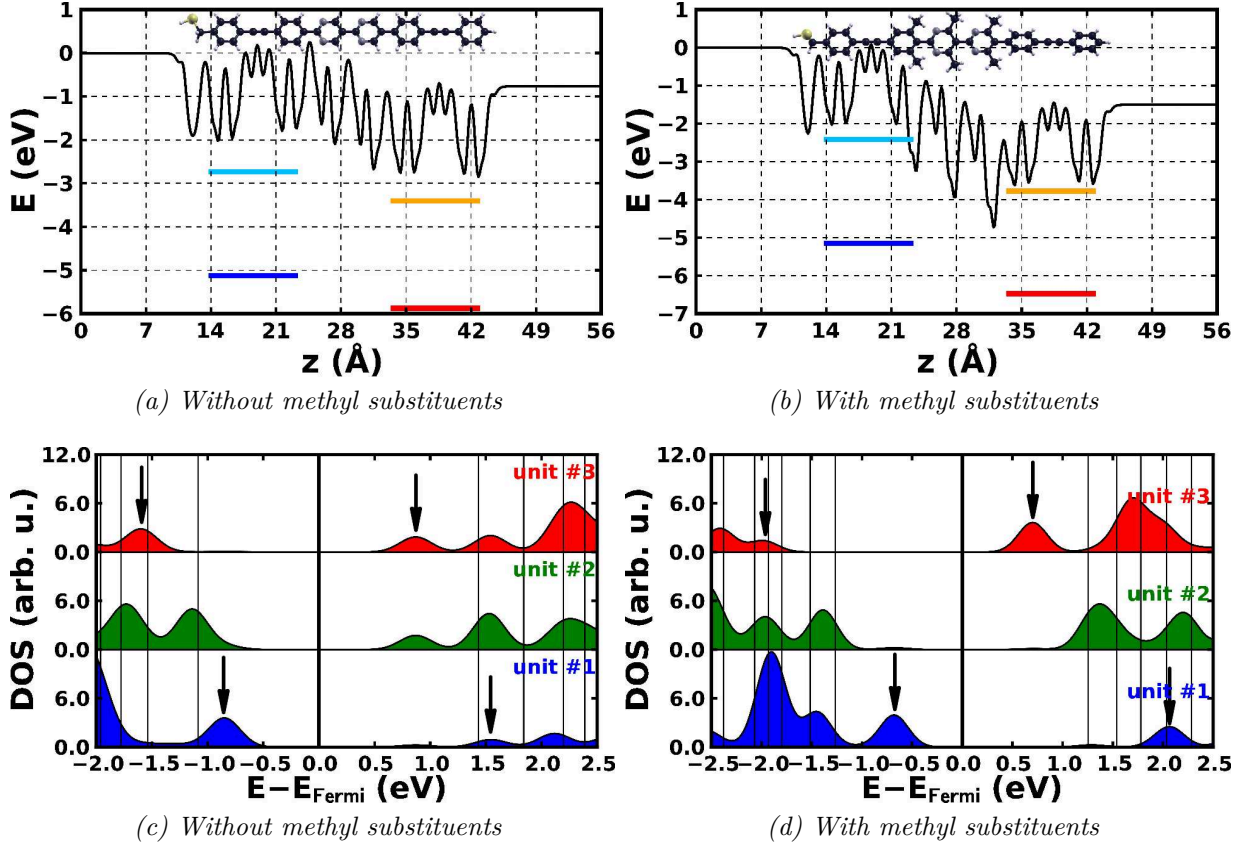 1
0
−1
−2
−3
−4
−5
−6
E (eV)
0 7 14 21 28 35 42 49 56
z (Å)
(a) Without methyl substituents
1
0
−1
−2
−3
−4
−5
−6
−7
E (eV)
0 7 14 21 28 35 42 49 56
z (Å)
(b) With methyl substituents
12.0
6.0
0.0
6.0
0.0
6.0
0.0
DOS (arb. u.)
unit #3
unit #2
unit #1
−2.0 −1.5 −1.0 −0.5 0.0 0.5 1.0 1.5 2.0 2.5
E−EFermi (eV)
(c) Without methyl substituents
12.0
6.0
0.0
6.0
0.0
6.0
0.0
DOS (arb. u.)
unit #3
unit #2
unit #1
−2.5 −2.0 −1.5 −1.0 −0.5 0.0 0.5 1.0 1.5 2.0 2.5
E−EFermi (eV)
(d) With methyl substituents